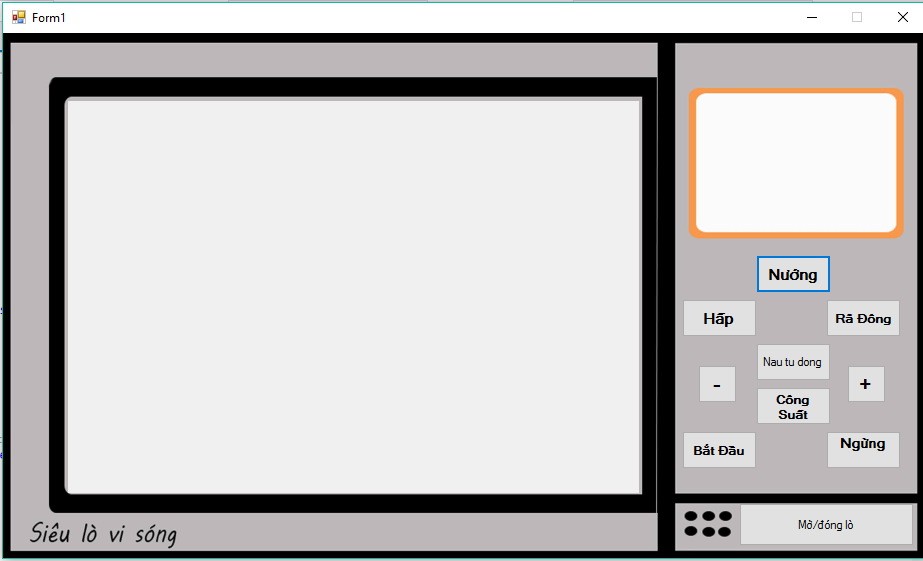 Form1
Nướng
Hấp
Rã Đông
Nau tu dong
-
+
Công
Suất
Bắt Đầu
Ngừng
Siêu lò vi sóng
Mở/đóng lò